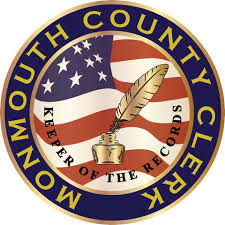 MONMOUTH COUNTY CLERK
KEEPER OF THE RECORDS